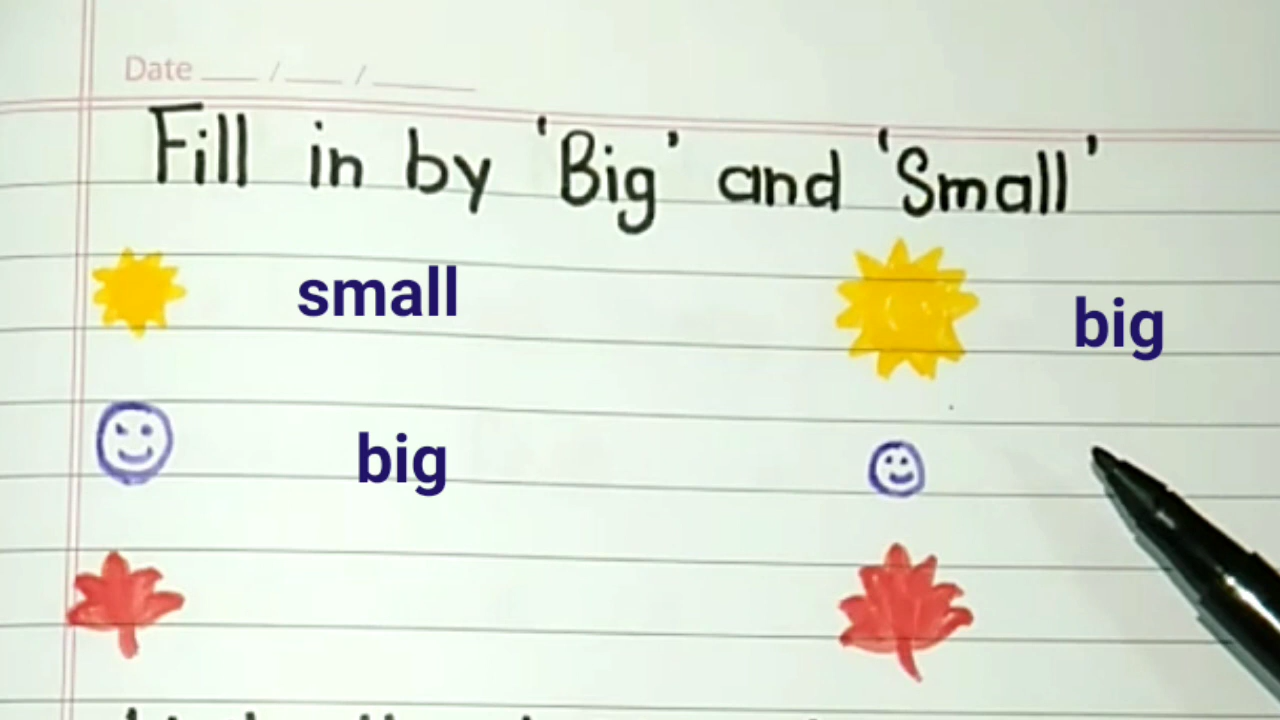 Date ___ / ___ / _____
Fill in by 'Big' and 'Small'
small big
big